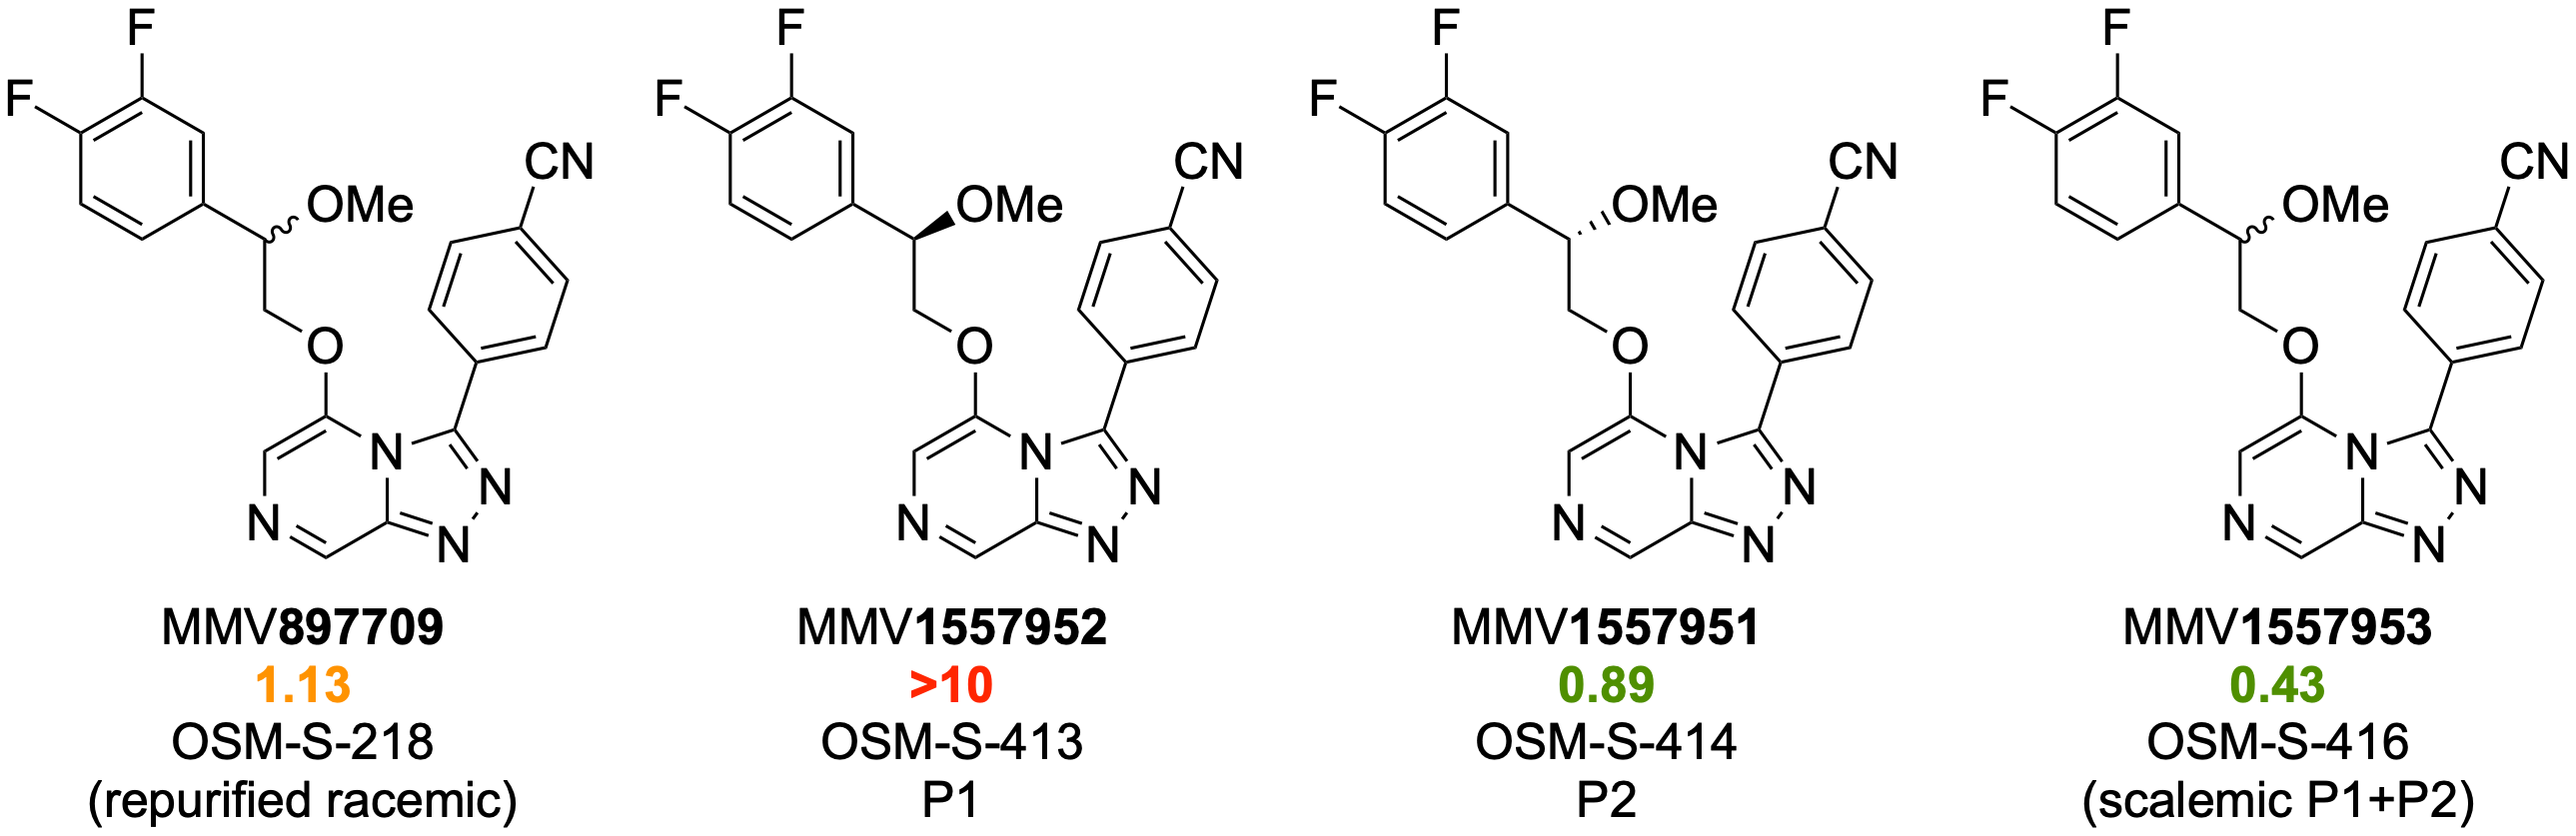 F
F
OMe
CN
O
N
N
N
N
MMV897709
1.13
OSM-S-218
(repurified racemic)
F
F
OMe
CN
O
N
N
N
N
MMV1557952
>10
OSM-S-413
P1
F
F
OMe
CN
O
N
N
N
N
MMV1557951
0.89
OSM-S-414
P2
F
F
OMe
CN
O
N
N
N
N
MMV1557953
0.43
OSM-S-416
(scalemic P1+P2)